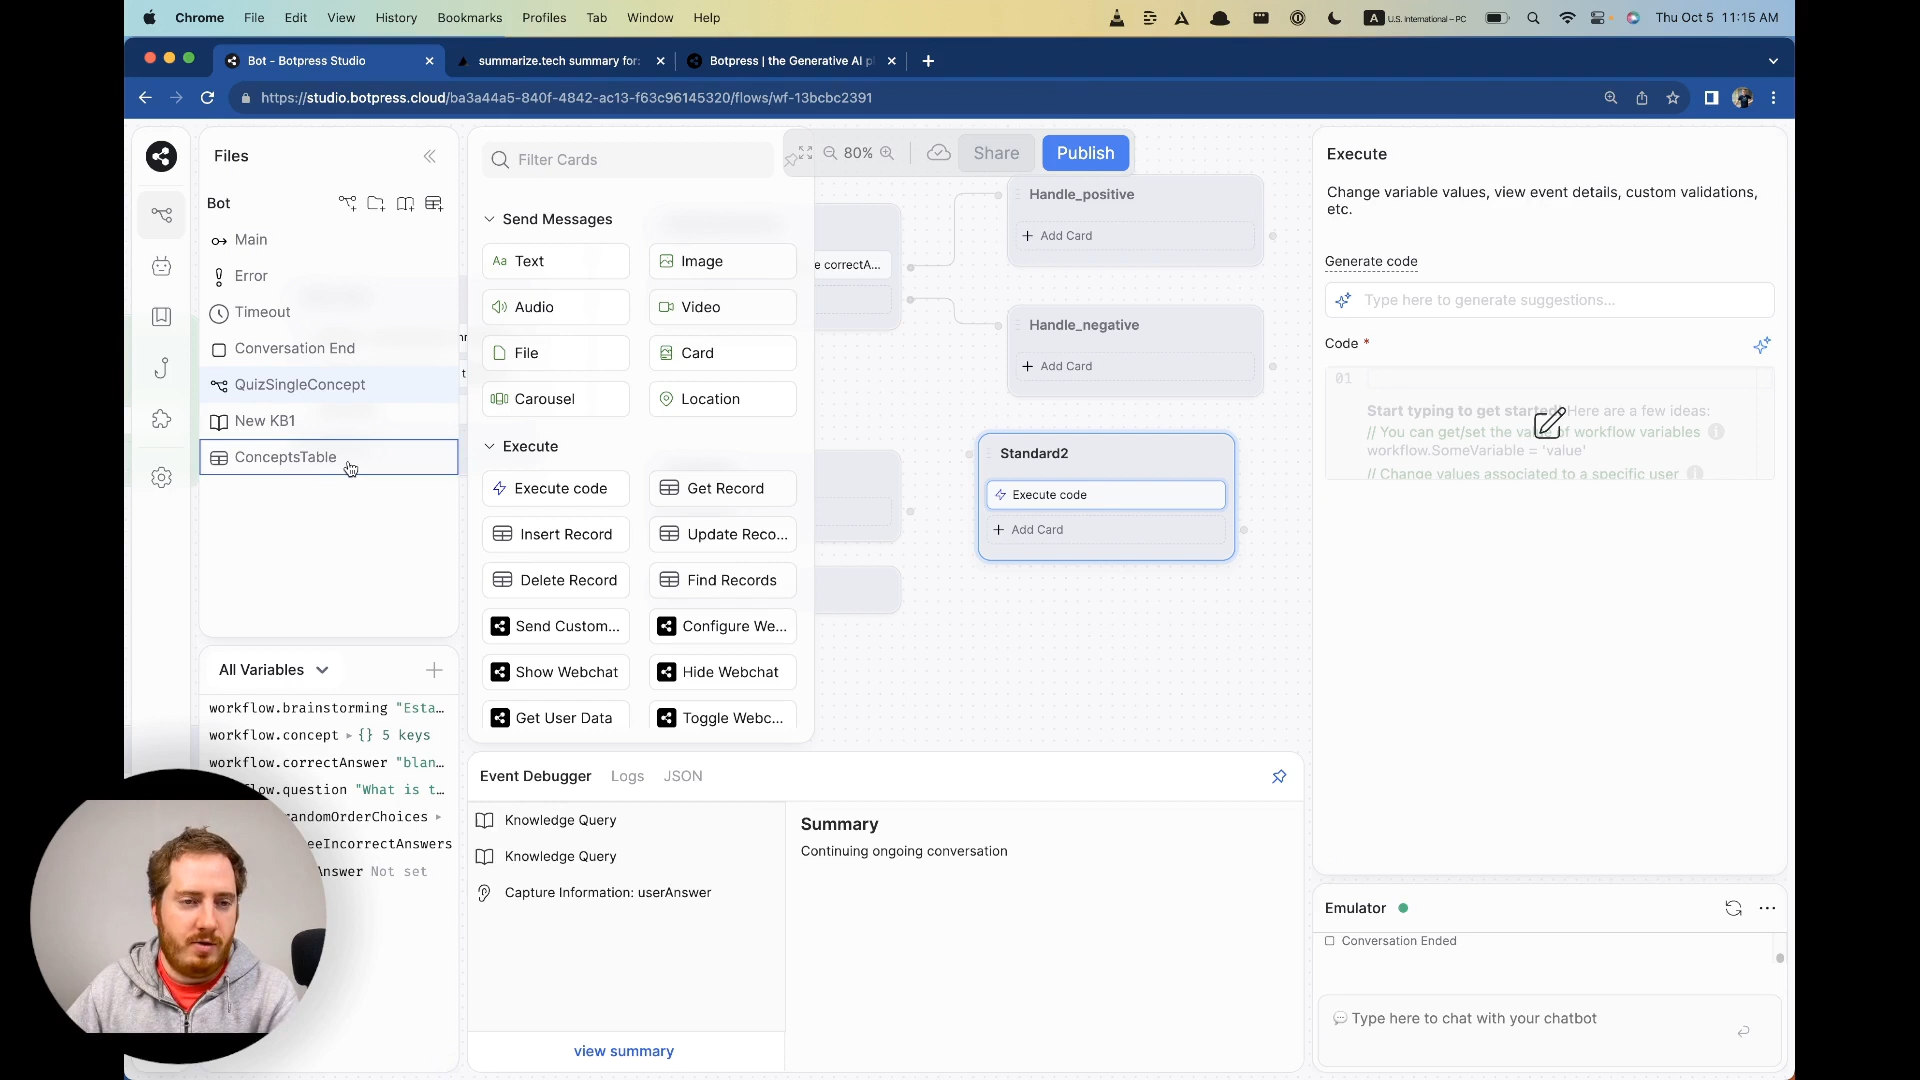 Chrome File Edit View History Bookmarks Profiles Tab Window Help
A U.S. International – PC Thu Oct 5 11:15 AM
Bot - Botpress Studio
summarize.tech summary for:
Botpress | the Generative AI pl
https://studio.botpress.cloud/ba3a44a5-840f-4842-ac13-f63c96145320/flows/wf-13bcbc2391
Files
Bot
Main
Error
Timeout
Conversation End
QuizSingleConcept
New KB1
ConceptsTable
All Variables
workflow.brainstorming "Esta...
workflow.concept {} 5 keys
workflow.correctAnswer "blan...
low.question "What is t...
andomOrderChoices
eeIncorrectAnswers
nswer Not set
Filter Cards
Send Messages
Text
Image
Audio
Video
File
Card
Carousel
Location
Execute
Execute code
Get Record
Insert Record
Update Reco...
Delete Record
Find Records
Send Custom...
Configure We...
Show Webchat
Hide Webchat
Get User Data
Toggle Webc...
80%
Share
Publish
e correctA...
Handle_positive
+ Add Card
Handle_negative
+ Add Card
Standard2
Execute code
+ Add Card
Event Debugger Logs JSON
Knowledge Query
Knowledge Query
Capture Information: userAnswer
view summary
Summary
Continuing ongoing conversation
Execute
Change variable values, view event details, custom validations,
etc.
Generate code
Type here to generate suggestions...
Code *
01
Start typing to get started! Here are a few ideas:
// You can get/set the value of workflow variables
workflow.SomeVariable = 'value'
// Change values associated to a specific user
Emulator
Conversation Ended
Type here to chat with your chatbot